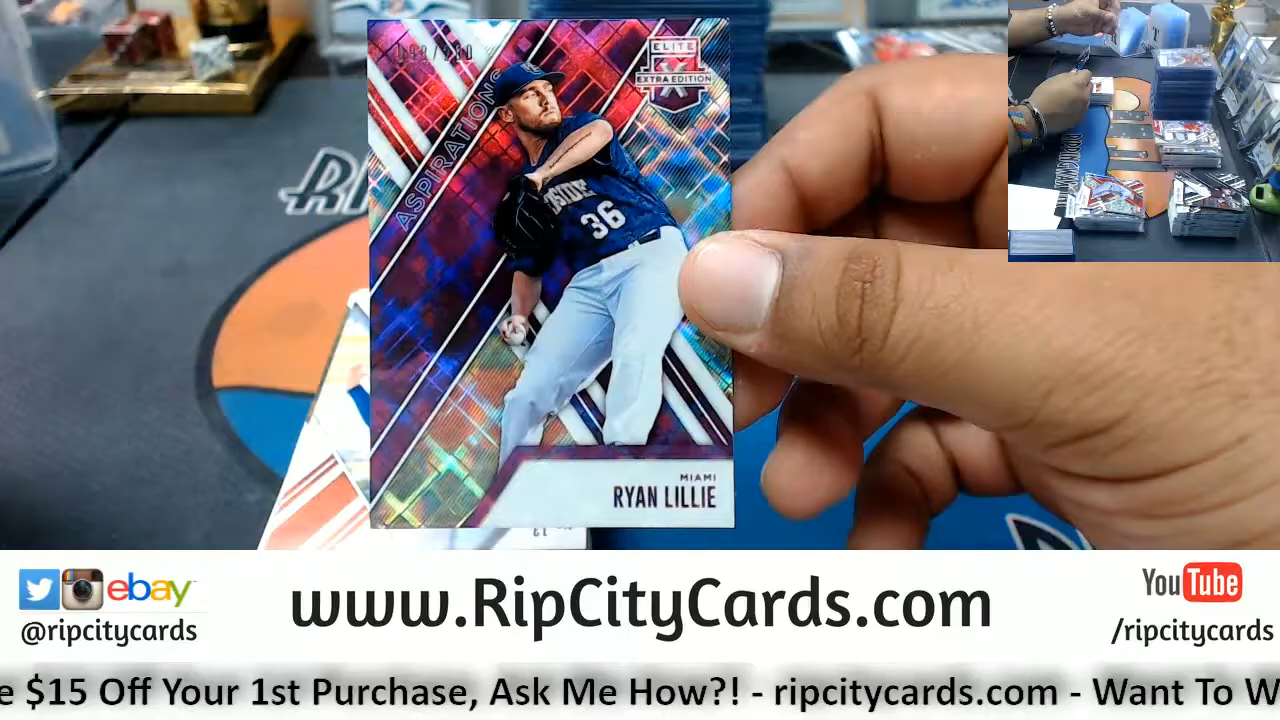 ELITE
EXTRA EDITION
X
ASPIRATIONS
36
MIAMI
RYAN LILLIE
ebay
@ripcitycards
www.RipCityCards.com
YouTube
/ripcitycards
e $15 Off Your 1st Purchase, Ask Me How?! - ripcitycards.com - Want To W